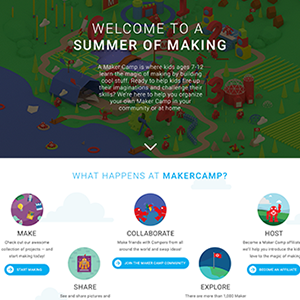 WELCOME TO A
SUMMER OF MAKING
A Maker Camp is where kids ages 7-12
learn the magic of making by building
cool stuff. Ready to help kids fire up
their imaginations and challenge their
skills? We're here to help you organize
your own Maker Camp in your
community or at home
WHAT HAPPENS AT MAKERCAMP?
MAKE
Check out our awesome
collection of projects — and
start making today!
START MAKING
COLLABORATE
Make friends with Campers from all
around the world and swap ideas!
JOIN THE MAKER CAMP COMMUNITY
HOST
Become a Maker Camp affiliate
we'll help you introduce the kids
love to the magic of making
BECOME AN AFFILIATE
SHARE
See and share pictures and
EXPLORE
There are more than 1,000 Maker